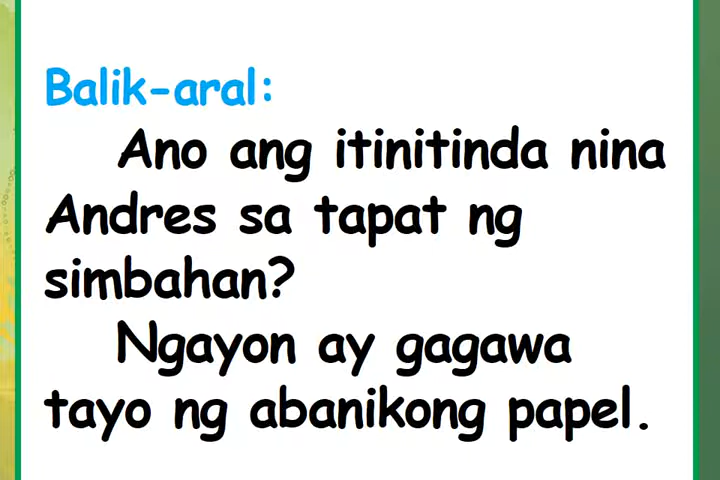 Balik-aral:
Ano ang itinitinda nina
Andres sa tapat ng
simbahan?
Ngayon ay gagawa
tayo ng abanikong papel.